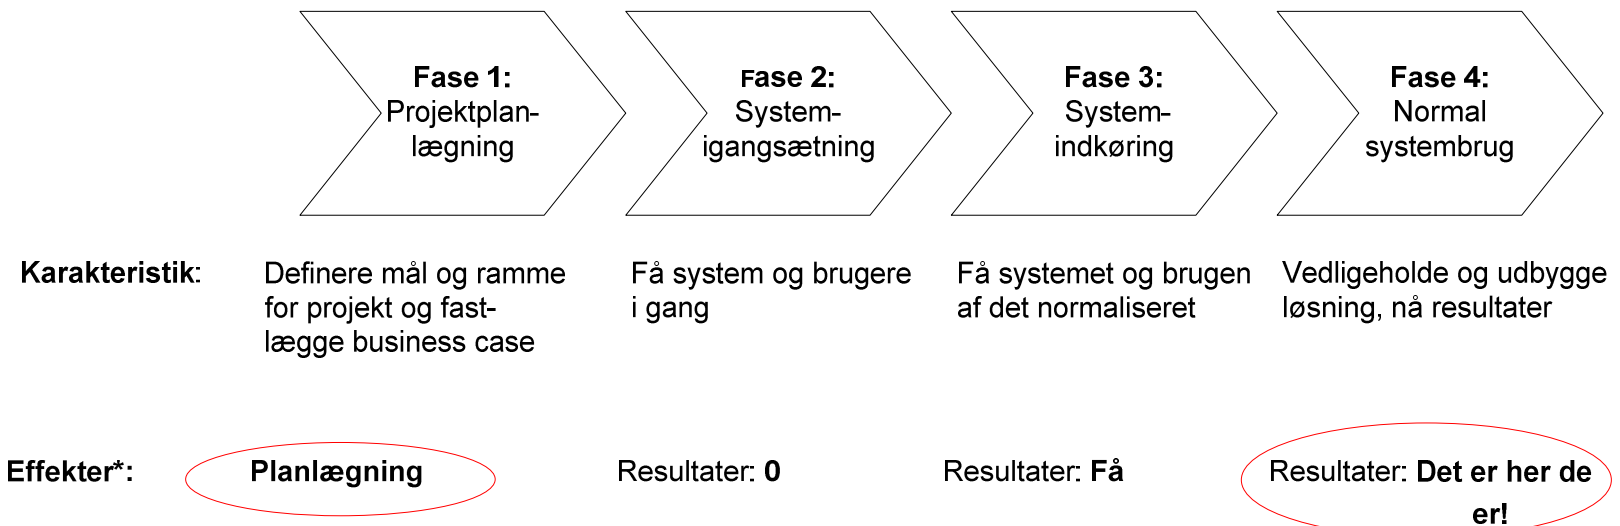 Fase 1:
Projektplan-
lægning
Fase 2:
System-
igangsætning
Fase 3:
System-
indkøring
Fase 4:
Normal
systembrug
Karakteristik:
Definere mål og ramme
for projekt og fast-
lægge business case
Få system og brugere
i gang
Få systemet og brugen
af det normaliseret
Vedligeholde og udbygge
løsning, nå resultater
Effekter*:
Planlægning
Resultater: 0
Resultater: Få
Resultater: Det er her de
er!